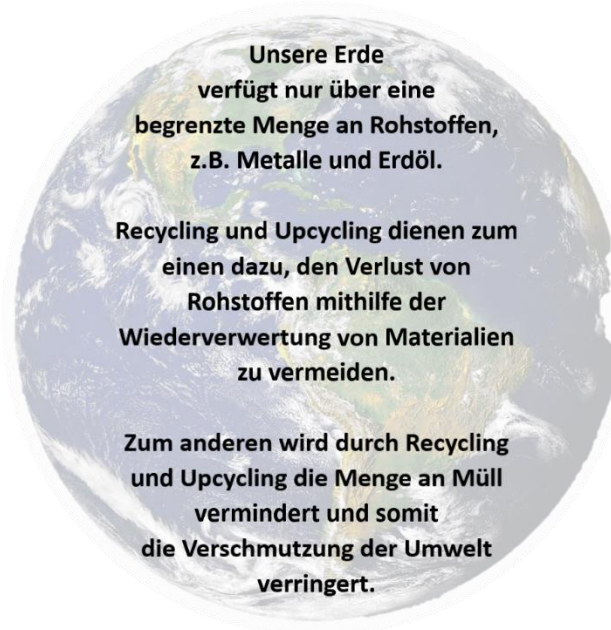 Unsere Erde
verfügt nur über eine
begrenzte Menge an Rohstoffen,
z.B. Metalle und Erdöl.
Recycling und Upcycling dienen zum
einen dazu, den Verlust von
Rohstoffen mithilfe der
Wiederverwertung von Materialien
zu vermeiden.
Zum anderen wird durch Recycling
und Upcycling die Menge an Müll
vermindert und somit
die Verschmutzung der Umwelt
verringert.